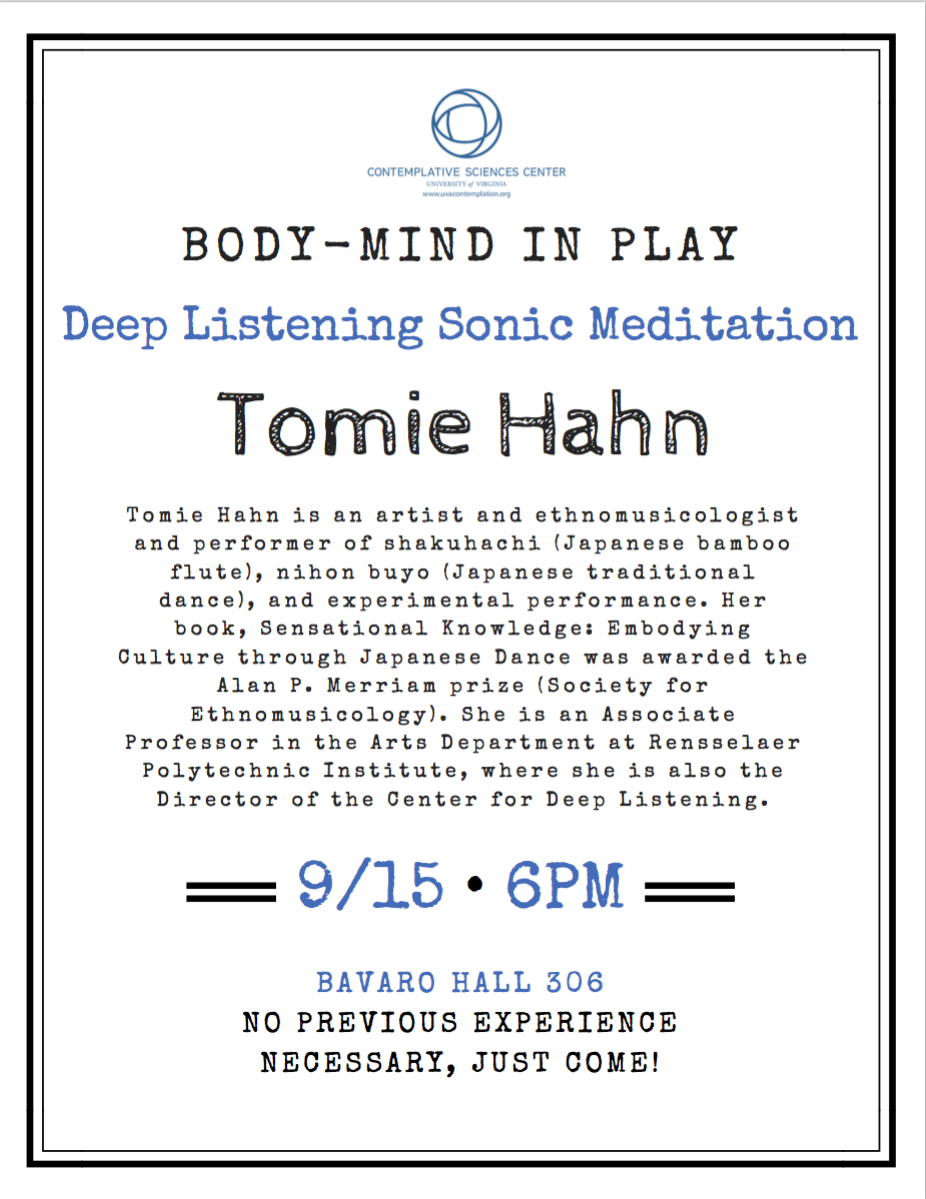 CONTEMPLATIVE SCIENCES CENTER
UNIVERSITY of VIRGINIA
www.uvacontemplation.org
BODY-MIND IN PLAY
Deep Listening Sonic Meditation
Tomie Hahn
Tomie Hahn is an artist and ethnomusicologist
and performer of shakuhachi (Japanese bamboo
flute), nihon buyo (Japanese traditional
dance), and experimental performance. Her
book, Sensational Knowledge: Embodying
Culture through Japanese Dance was awarded the
Alan P. Merriam prize (Society for
Ethnomusicology). She is an Associate
Professor in the Arts Department at Rensselaer
Polytechnic Institute, where she is also the
Director of the Center for Deep Listening.
9/15 • 6PM
BAVARO HALL 306
NO PREVIOUS EXPERIENCE
NECESSARY, JUST COME!